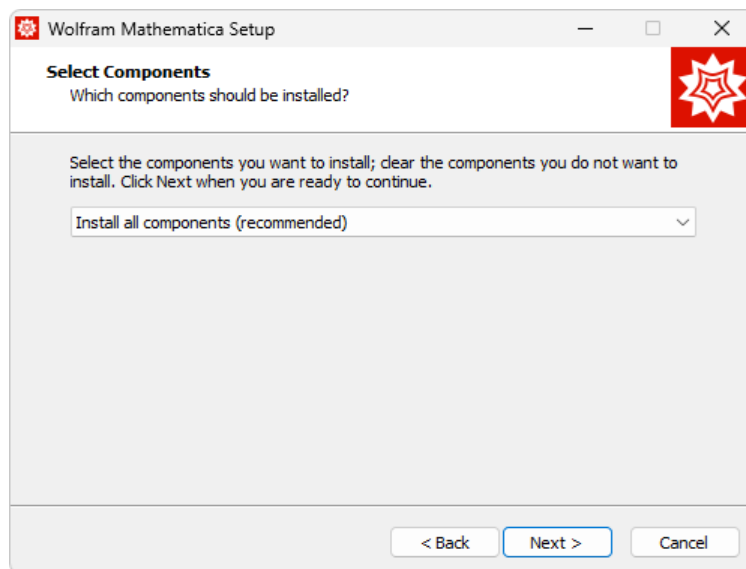 Wolfram Mathematica Setup
Select Components
Which components should be installed?
Select the components you want to install; clear the components you do not want to
install. Click Next when you are ready to continue.
Install all components (recommended)
< Back
Next >
Cancel